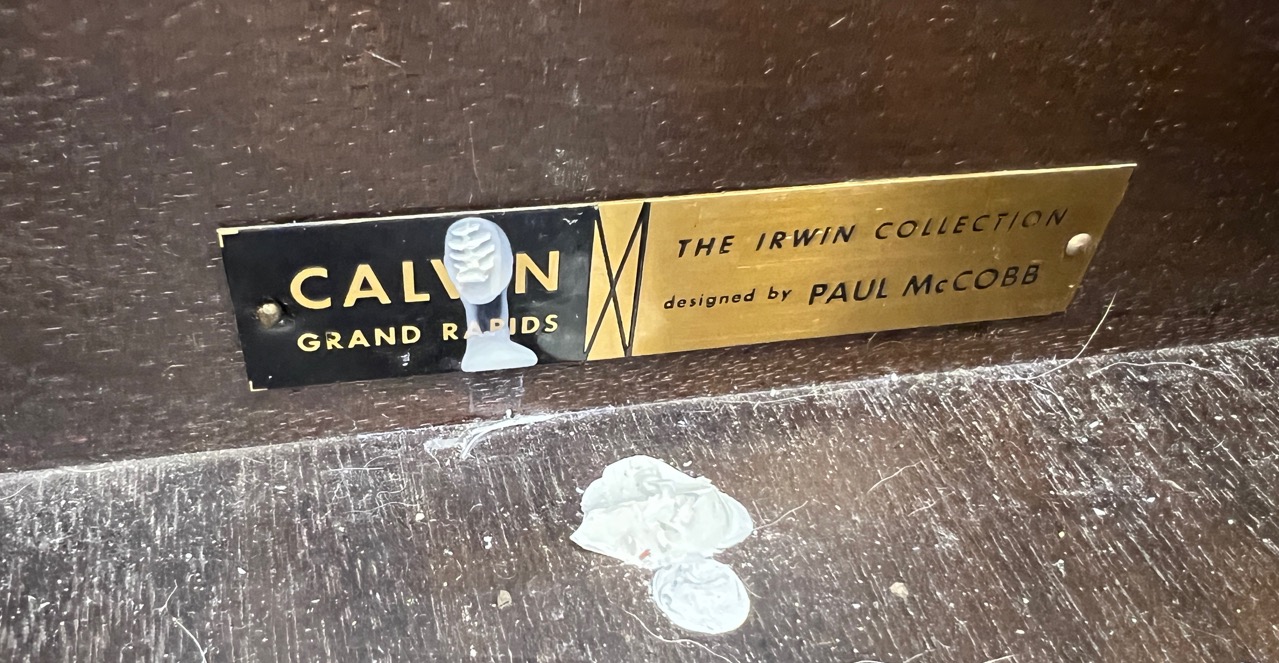 CALVIN
GRAND RAPIDS
THE IRWIN COLLECTION
designed by PAUL McCOBB